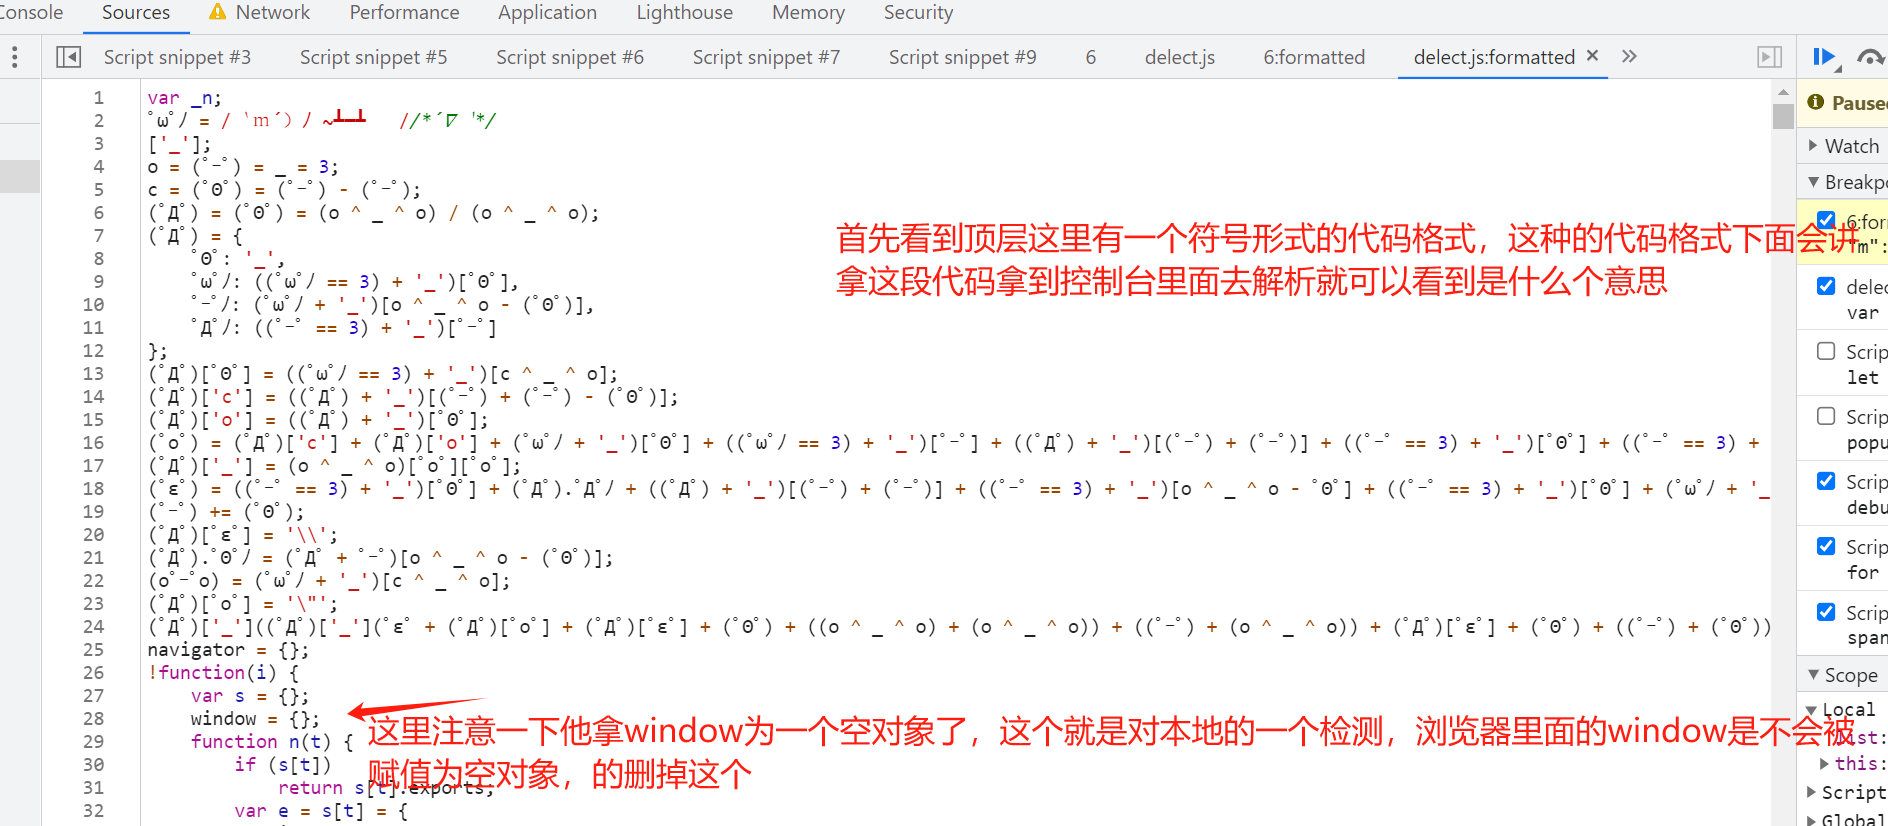 Console Sources Network Performance Application Lighthouse Memory Security
Script snippet #3 Script snippet #5 Script snippet #6 Script snippet #7 Script snippet #9 6 delect.js 6:formatted delect.js:formatted × »
1 var _n;
2 ﾟωﾟﾉ = / ｀ｍ´）ﾉ ~┻━┻   //*´∇｀*/
3 ['_'];
4 o = (ﾟｰﾟ) = _ = 3;
5 c = (ﾟΘﾟ) = (ﾟｰﾟ) - (ﾟｰﾟ);
6 (ﾟДﾟ) = (ﾟΘﾟ) = (o ^ _ ^ o) / (o ^ _ ^ o);
7 (ﾟДﾟ) = {
8 ﾟΘﾟ: '_',
9 ﾟωﾟﾉ: ((ﾟωﾟﾉ == 3) + '_')[ﾟΘﾟ],
10 ﾟｰﾟﾉ: (ﾟωﾟﾉ + '_')[o ^ _ ^ o - (ﾟΘﾟ)],
11 ﾟДﾟﾉ: ((ﾟｰﾟ == 3) + '_')[ﾟｰﾟ]
12 };
13 (ﾟДﾟ)[ﾟΘﾟ] = ((ﾟωﾟﾉ == 3) + '_')[c ^ _ ^ o];
14 (ﾟДﾟ)['c'] = ((ﾟДﾟ) + '_')[(ﾟｰﾟ) + (ﾟｰﾟ) - (ﾟΘﾟ)];
15 (ﾟДﾟ)['o'] = ((ﾟДﾟ) + '_')[ﾟΘﾟ];
16 (ﾟoﾟ) = (ﾟДﾟ)['c'] + (ﾟДﾟ)['o'] + (ﾟωﾟﾉ + '_')[ﾟΘﾟ] + ((ﾟωﾟﾉ == 3) + '_')[ﾟｰﾟ] + ((ﾟДﾟ) + '_')[(ﾟｰﾟ) + (ﾟｰﾟ)] + ((ﾟｰﾟ == 3) + '_')[ﾟΘﾟ] + ((ﾟｰﾟ == 3) +
17 (ﾟДﾟ)['_'] = (o ^ _ ^ o)[ﾟoﾟ][ﾟoﾟ];
18 (ﾟεﾟ) = ((ﾟｰﾟ == 3) + '_')[ﾟΘﾟ] + (ﾟДﾟ).ﾟДﾟﾉ + ((ﾟДﾟ) + '_')[(ﾟｰﾟ) + (ﾟｰﾟ)] + ((ﾟｰﾟ == 3) + '_')[o ^ _ ^ o - ﾟΘﾟ] + ((ﾟｰﾟ == 3) + '_')[ﾟΘﾟ] + (ﾟωﾟﾉ + '_
19 (ﾟｰﾟ) += (ﾟΘﾟ);
20 (ﾟДﾟ)[ﾟεﾟ] = '\\';
21 (ﾟДﾟ).ﾟΘﾟﾉ = (ﾟДﾟ + ﾟｰﾟ)[o ^ _ ^ o - (ﾟΘﾟ)];
22 (oﾟｰﾟo) = (ﾟωﾟﾉ + '_')[c ^ _ ^ o];
23 (ﾟДﾟ)[ﾟoﾟ] = '\"';
24 (ﾟДﾟ)['_']((ﾟДﾟ)['_'](ﾟεﾟ + (ﾟДﾟ)[ﾟoﾟ] + (ﾟДﾟ)[ﾟεﾟ] + (ﾟΘﾟ) + ((o ^ _ ^ o) + (o ^ _ ^ o)) + ((ﾟｰﾟ) + (o ^ _ ^ o)) + (ﾟДﾟ)[ﾟεﾟ] + (ﾟΘﾟ) + ((ﾟｰﾟ) + (ﾟΘﾟ))
25 navigator = {};
26 !function(i) {
27 var s = {};
28 window = {};
29 function n(t) {
30 if (s[t])
31 return s[t].exports;
32 var e = s[t] = {
首先看到顶层这里有一个符号形式的代码格式，这种的代码格式下面会讲
拿这段代码拿到控制台里面去解析就可以看到是什么个意思
这里注意一下他拿window为一个空对象了，这个就是对本地的一个检测，浏览器里面的window是不会被
赋值为空对象，的删掉这个
Paused
Watch
Breakpo
6:for
"m":
delec
var
Scrip
let
Scrip
popu
Scrip
debu
Scrip
for
Scrip
span
Scope
Local
list:
this:
Script
Global